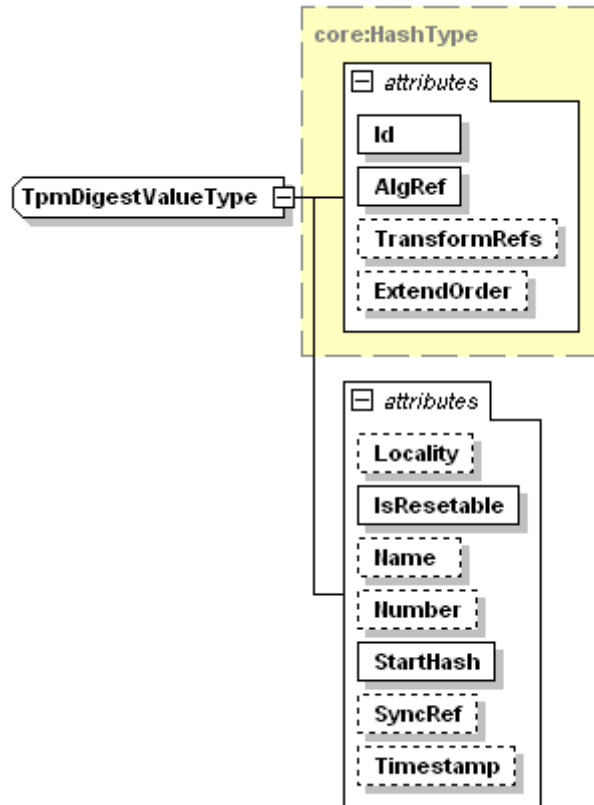 core:HashType
attributes
Id
AlgRef
TpmDigestValueType
TransformRefs
ExtendOrder
attributes
Locality
IsResetable
Name
Number
StartHash
SyncRef
Timestamp